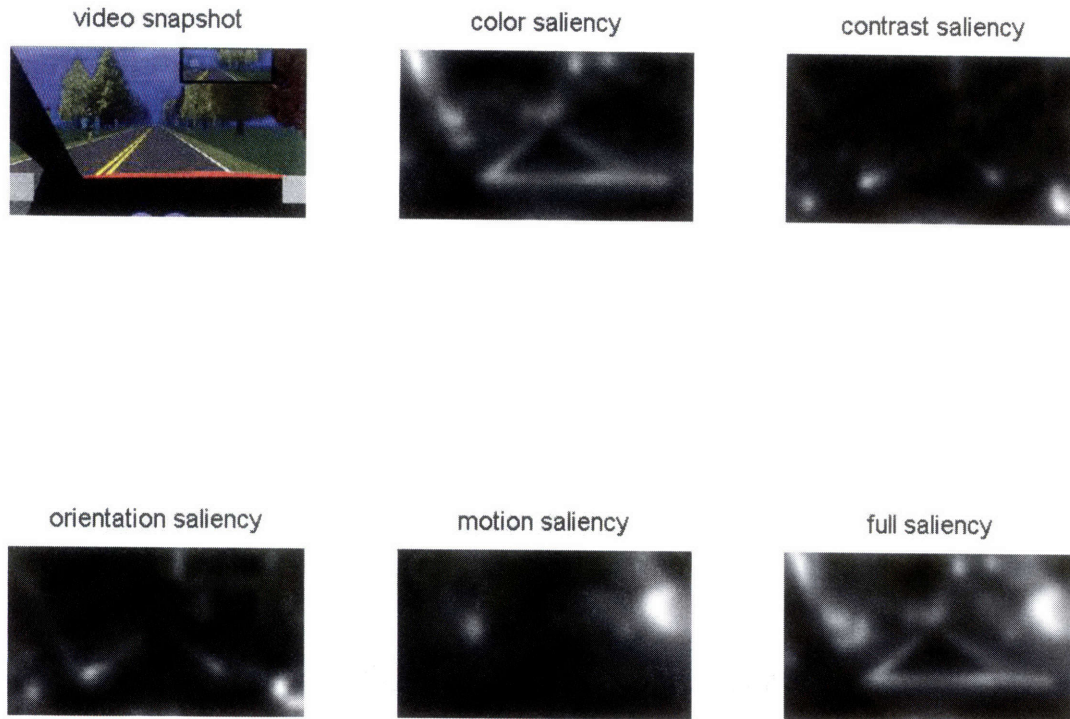 video snapshot
color saliency
contrast saliency
orientation saliency
motion saliency
full saliency